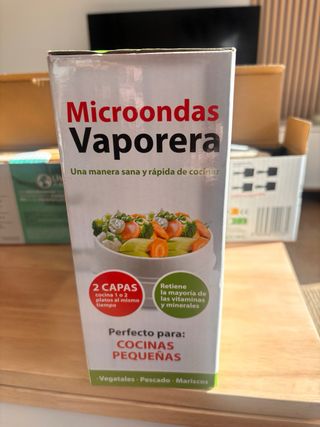 Microondas
Vaporera
Una manera sana y rápida de cocinar
2 CAPAS
cocina 1 o 2
platos al mismo
tiempo
Retiene
la mayoría de
las vitaminas
y minerales
Perfecto para:
COCINAS
PEQUEÑAS
· Vegatales · Pescado · Mariscos